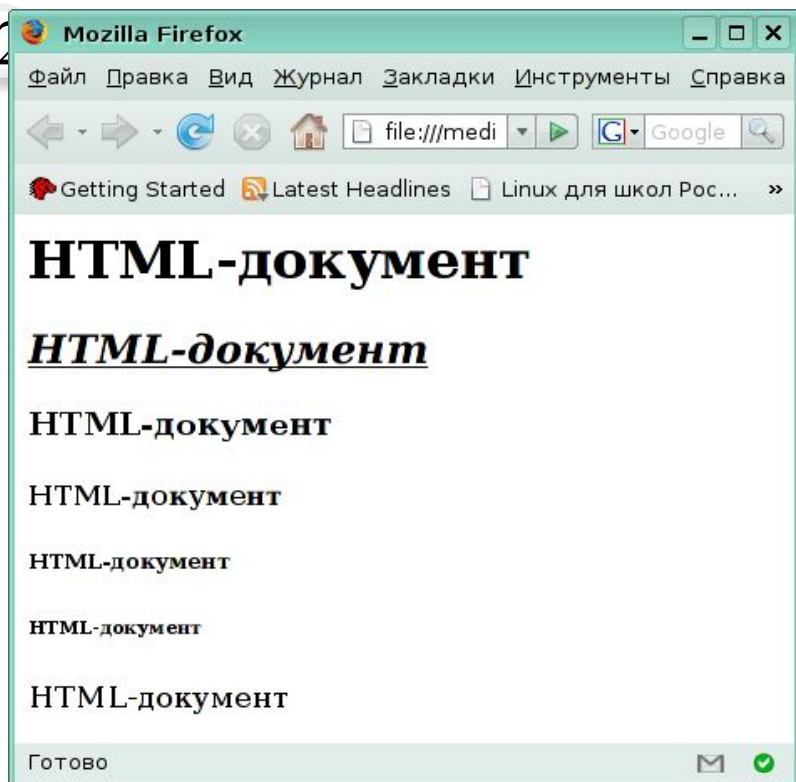 2
Mozilla Firefox
Файл Правка Вид Журнал Закладки Инструменты Справка
file:///medi G Google
Getting Started Latest Headlines Linux для школ Рос... »
HTML-документ
HTML-документ
HTML-документ
HTML-документ
HTML-документ
HTML-документ
HTML-документ
Готово